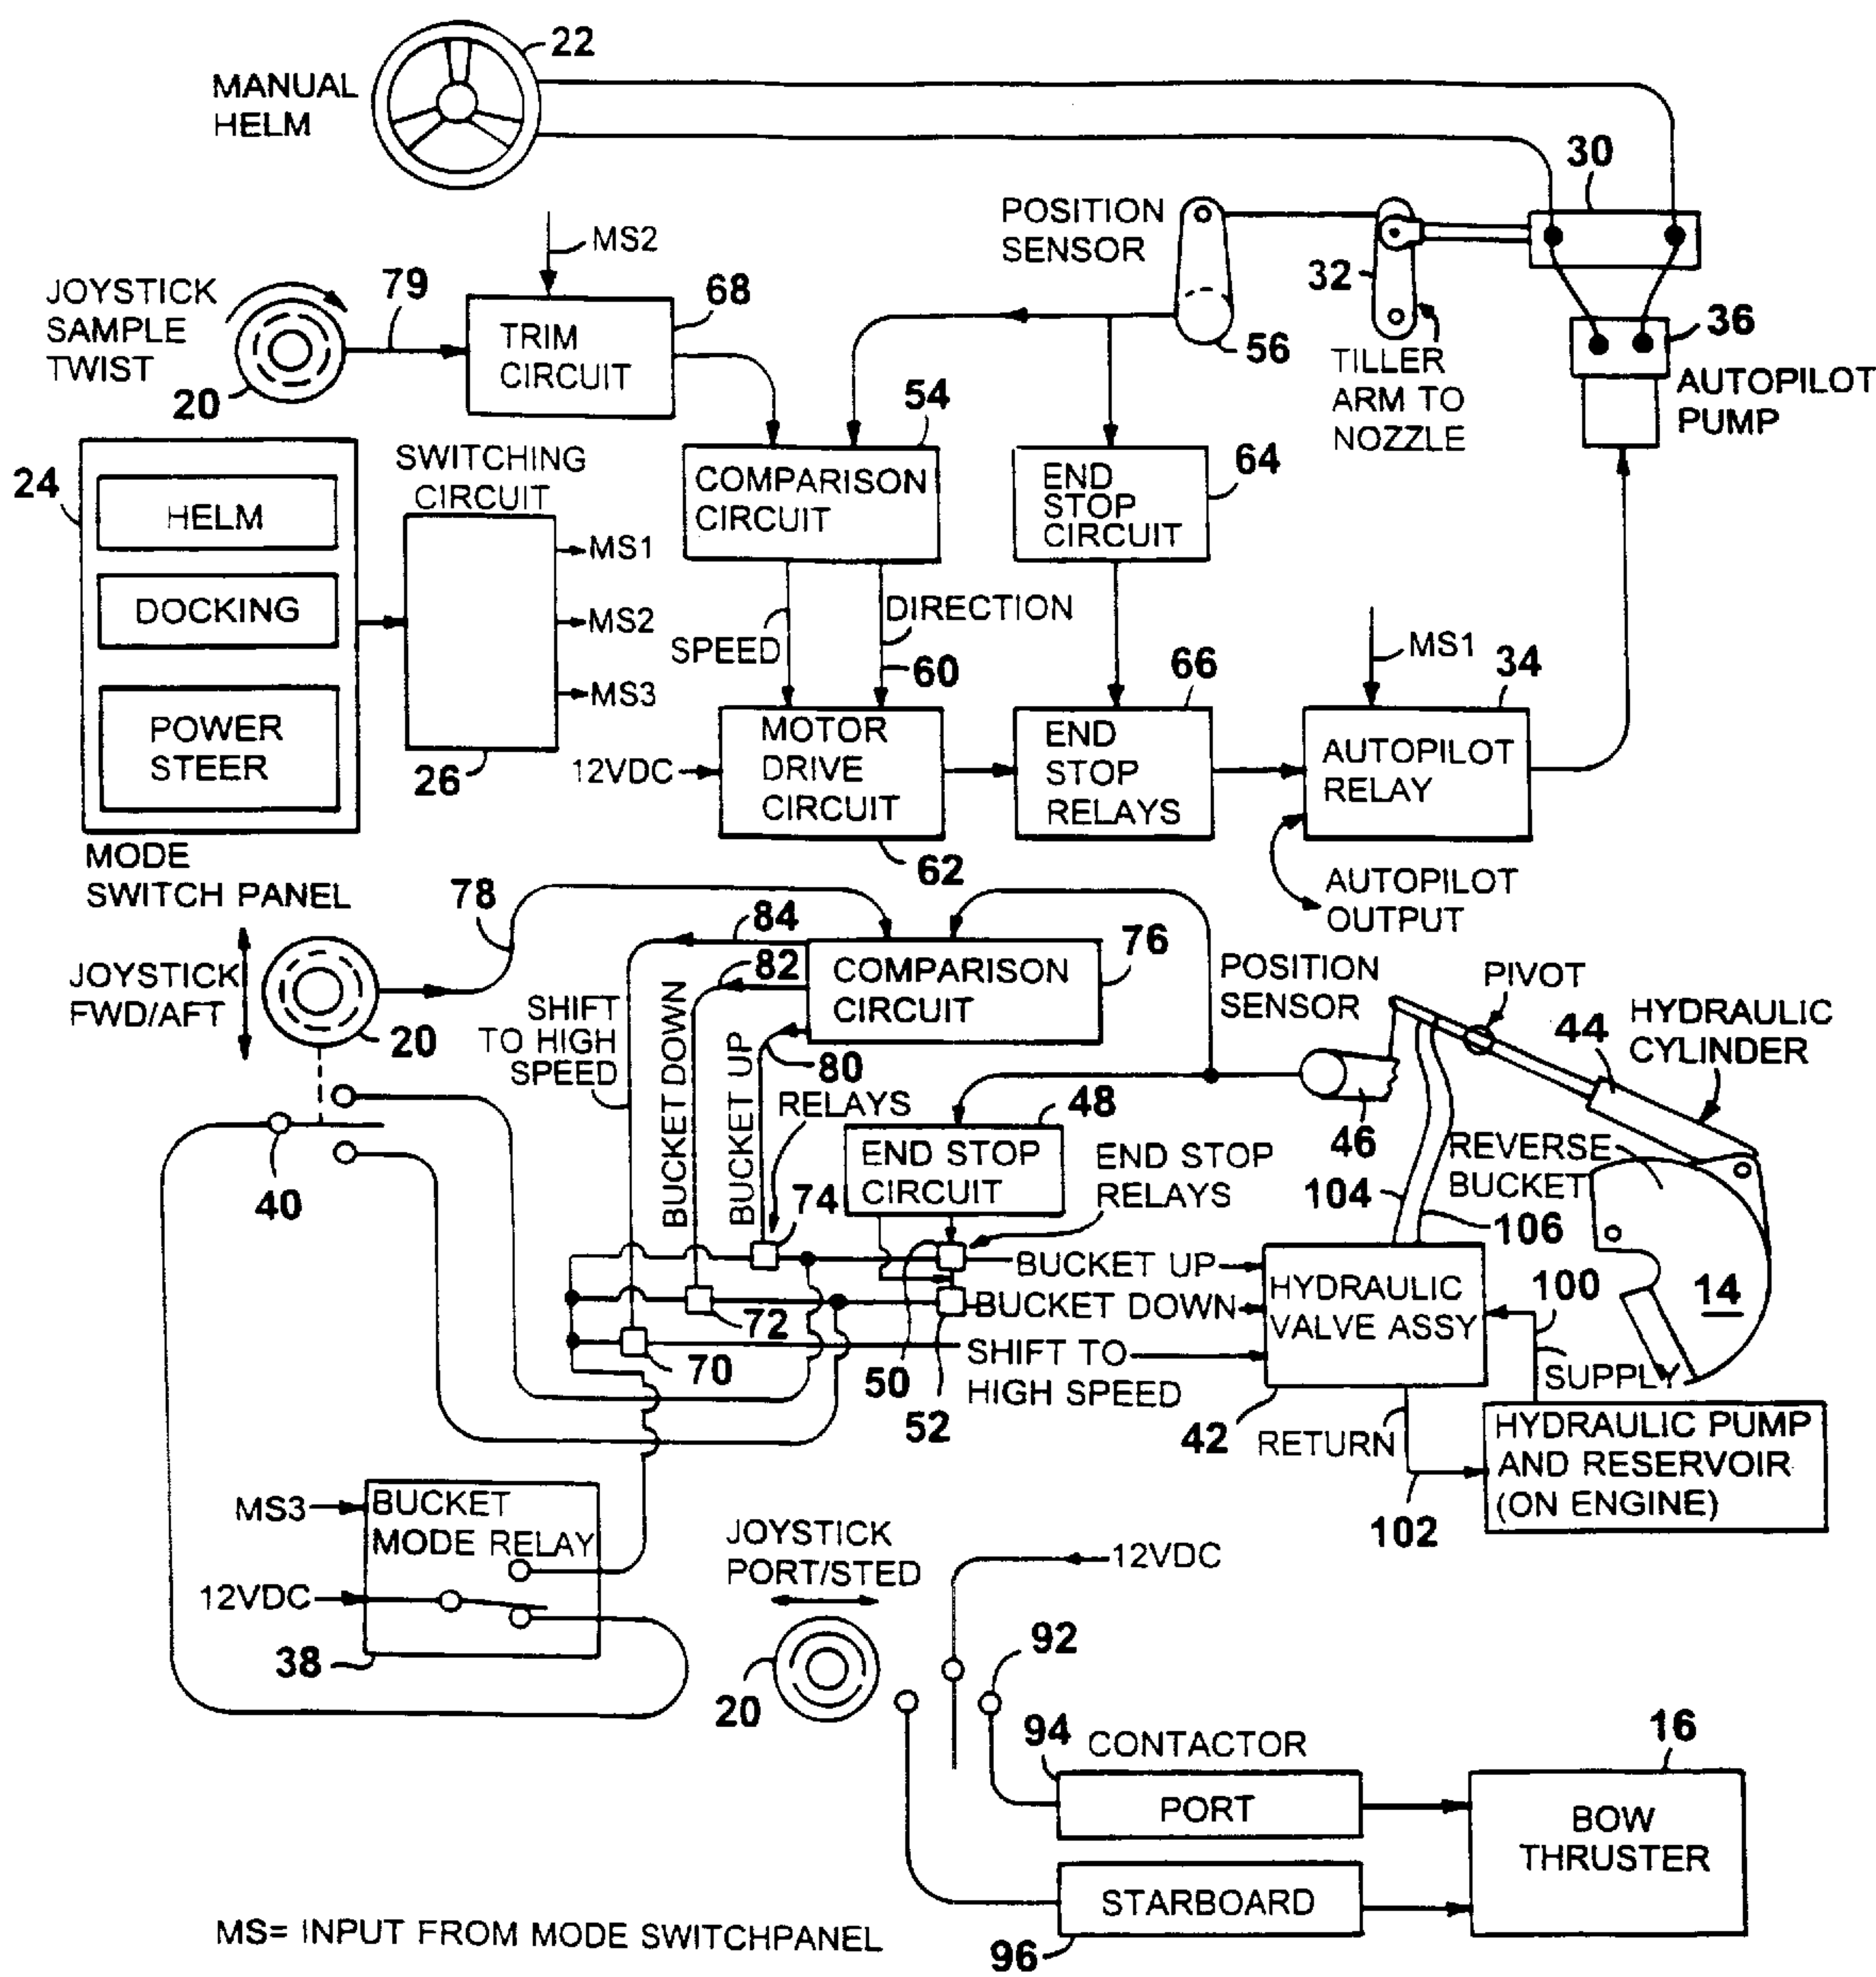 22
MANUAL
HELM
30
POSITION
SENSOR
MS2
JOYSTICK
SAMPLE
TWIST
79
68
TRIM
CIRCUIT
20
32
56
36
TILLER
ARM TO
NOZZLE
AUTOPILOT
PUMP
24
HELM
DOCKING
POWER
STEER
MODE
SWITCH PANEL
SWITCHING
CIRCUIT
MS1
MS2
MS3
26
54
COMPARISON
CIRCUIT
64
END
STOP
CIRCUIT
SPEED
DIRECTION
60
12VDC
MOTOR
DRIVE
CIRCUIT
62
66
END
STOP
RELAYS
MS1
34
AUTOPILOT
RELAY
AUTOPILOT
OUTPUT
78
JOYSTICK
FWD/AFT
20
84
82
76
COMPARISON
CIRCUIT
80
SHIFT
TO HIGH
SPEED
BUCKET DOWN
BUCKET UP
RELAYS
POSITION
SENSOR
PIVOT
44
HYDRAULIC
CYLINDER
46
48
END STOP
CIRCUIT
END STOP
RELAYS
REVERSE
BUCKET
104
106
14
40
74
72
70
50
52
BUCKET UP
BUCKET DOWN
SHIFT TO
HIGH SPEED
HYDRAULIC
VALVE ASSY
42
100
SUPPLY
RETURN
102
HYDRAULIC PUMP
AND RESERVOIR
(ON ENGINE)
MS3
BUCKET
MODE RELAY
12VDC
38
JOYSTICK
PORT/STED
20
12VDC
92
94
CONTACTOR
PORT
STARBOARD
96
16
BOW
THRUSTER
MS= INPUT FROM MODE SWITCHPANEL